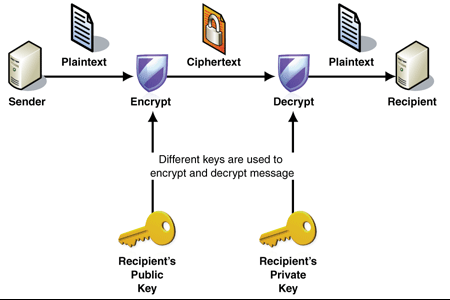 Plaintext
Ciphertext
Plaintext
Sender
Encrypt
Decrypt
Recipient
Different keys are used to
encrypt and decrypt message
Recipient's
Public
Key
Recipient's
Private
Key